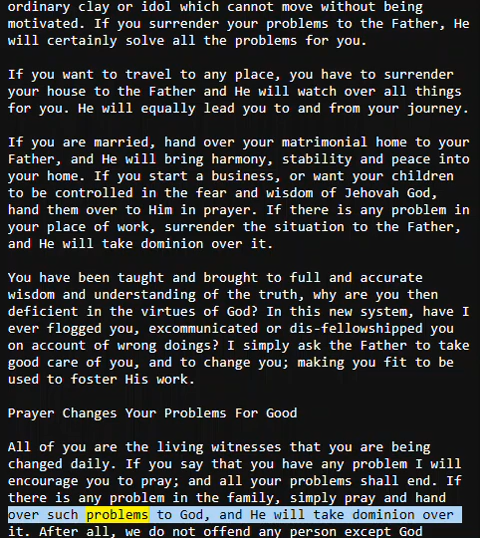 ordinary clay or idol which cannot move without being
motivated. If you surrender your problems to the Father, He
will certainly solve all the problems for you.
If you want to travel to any place, you have to surrender
your house to the Father and He will watch over all things
for you. He will equally lead you to and from your journey.
If you are married, hand over your matrimonial home to your
Father, and He will bring harmony, stability and peace into
your home. If you start a business, or want your children
to be controlled in the fear and wisdom of Jehovah God,
hand them over to Him in prayer. If there is any problem in
your place of work, surrender the situation to the Father,
and He will take dominion over it.
You have been taught and brought to full and accurate
wisdom and understanding of the truth, why are you then
deficient in the virtues of God? In this new system, have I
ever flogged you, excommunicated or dis-fellowshipped you
on account of wrong doings? I simply ask the Father to take
good care of you, and to change you; making you fit to be
used to foster His work.
Prayer Changes Your Problems For Good
All of you are the living witnesses that you are being
changed daily. If you say that you have any problem I will
encourage you to pray; and all your problems shall end. If
there is any problem in the family, simply pray and hand
over such problems to God, and He will take dominion over
it. After all, we do not offend any person except God